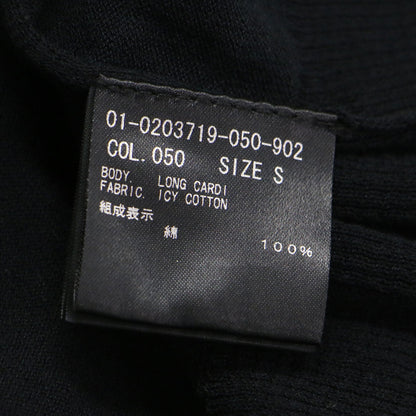 01-0203719-050-902
COL.050 SIZE S
BODY. LONG CARDI
FABRIC. ICY COTTON
組成表示
綿
100%